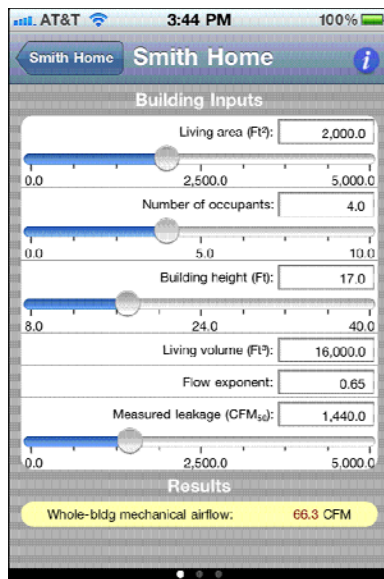 AT&T 3:44 PM 100%
Smith Home Smith Home i
Building Inputs
Living area (Ft²): 2,000.0
0.0 2,500.0 5,000.0
Number of occupants: 4.0
0.0 5.0 10.0
Building height (Ft): 17.0
8.0 24.0 40.0
Living volume (Ft³): 16,000.0
Flow exponent: 0.65
Measured leakage (CFM₅₀): 1,440.0
0.0 2,500.0 5,000.0
Results
Whole-bldg mechanical airflow: 66.3 CFM